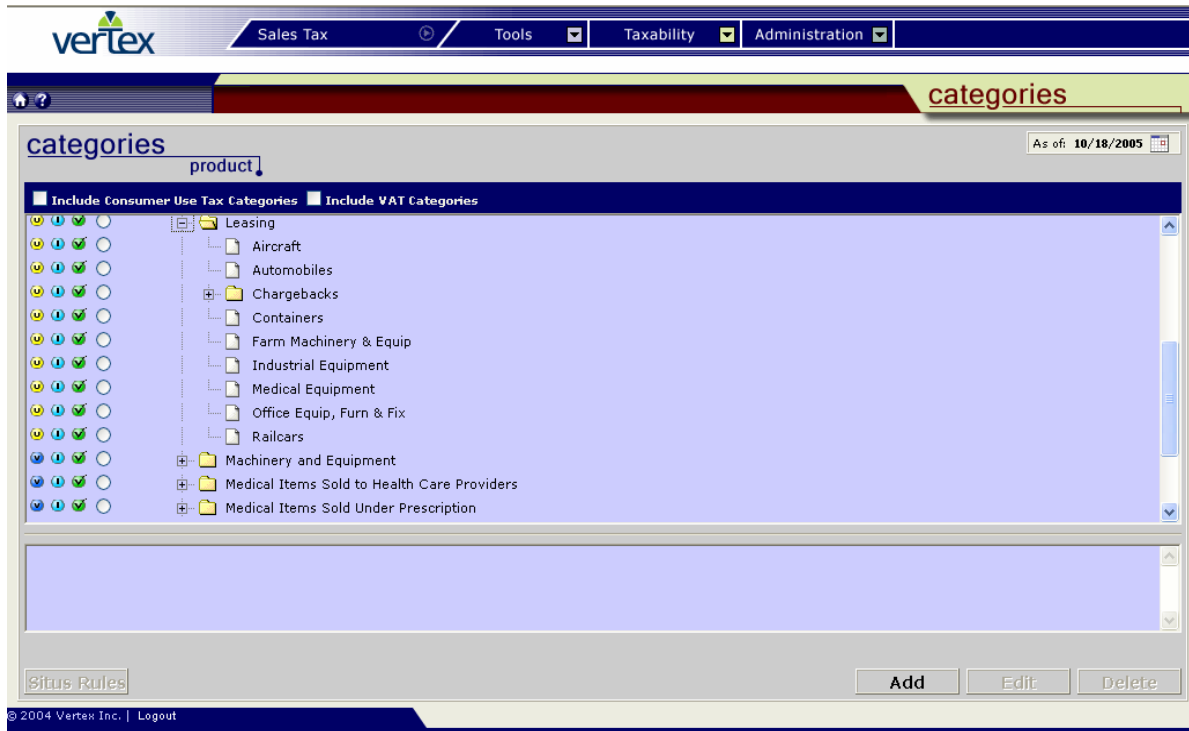 vertex
Sales Tax Tools Taxability Administration
categories
categories
product
As of: 10/18/2005
Include Consumer Use Tax Categories Include VAT Categories
Leasing
Aircraft
Automobiles
Chargebacks
Containers
Farm Machinery & Equip
Industrial Equipment
Medical Equipment
Office Equip, Furn & Fix
Railcars
Machinery and Equipment
Medical Items Sold to Health Care Providers
Medical Items Sold Under Prescription
Situs Rules Add Edit Delete
© 2004 Vertex Inc. | Logout